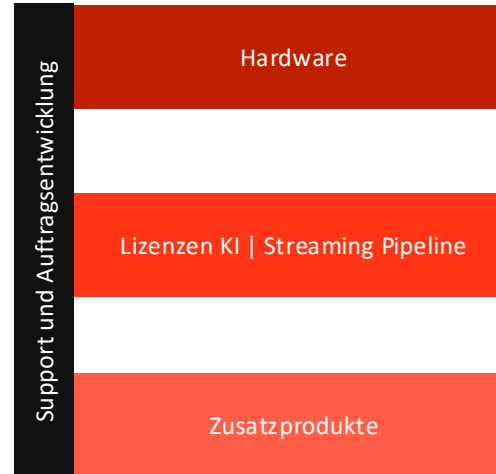 Support und Auftragsentwicklung
Hardware
Lizenzen KI | Streaming Pipeline
Zusatzprodukte